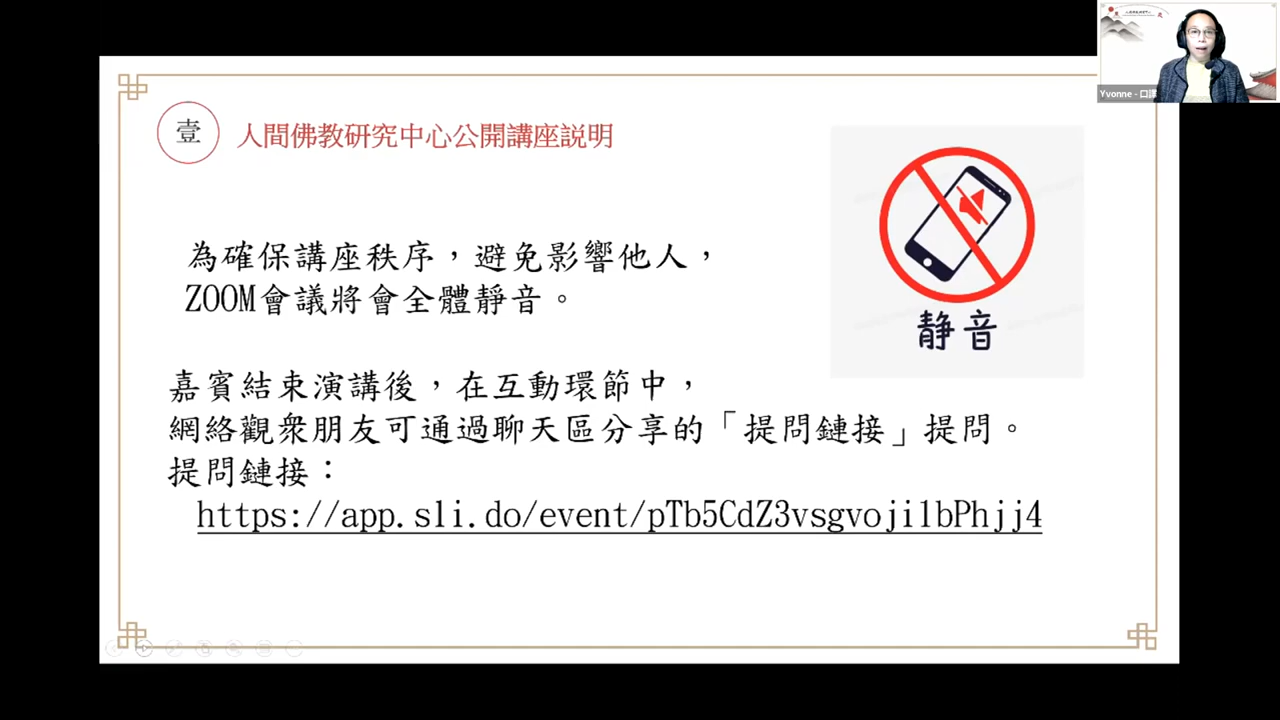 壹
人間佛教研究中心公開講座説明
為確保講座秩序，避免影響他人，
ZOOM會議將會全體靜音。
靜音
嘉賓結束演講後，在互動環節中，
網絡觀眾朋友可通過聊天區分享的「提問鏈接」提問。
提問鏈接：
https://app.sli.do/event/pTb5CdZ3vsgvoji1bPhjj4
Yvonne - 口譯